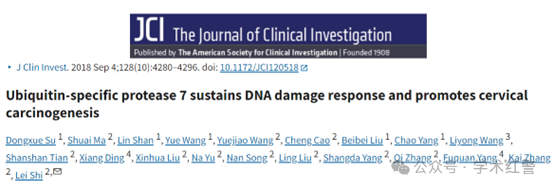 JCI The Journal of Clinical Investigation
Published by The American Society for Clinical Investigation | Founded 1908
▸ J Clin Invest. 2018 Sep 4;128(10):4280–4296. doi: 10.1172/JCI120518
Ubiquitin-specific protease 7 sustains DNA damage response and promotes cervical
carcinogenesis
Dongxue Su 1, Shuai Ma 2, Lin Shan 1, Yue Wang 1, Yuejiao Wang 2, Cheng Cao 2, Beibei Liu 1, Chao Yang 1, Liyong Wang 3,
Shanshan Tian 2, Xiang Ding 4, Xinhua Liu 2, Na Yu 2, Nan Song 2, Ling Liu 2, Shangda Yang 2, Qi Zhang 2, Fuquan Yang 4, Kai Zhang
2, Lei Shi 2,
公众号 · 学术红警